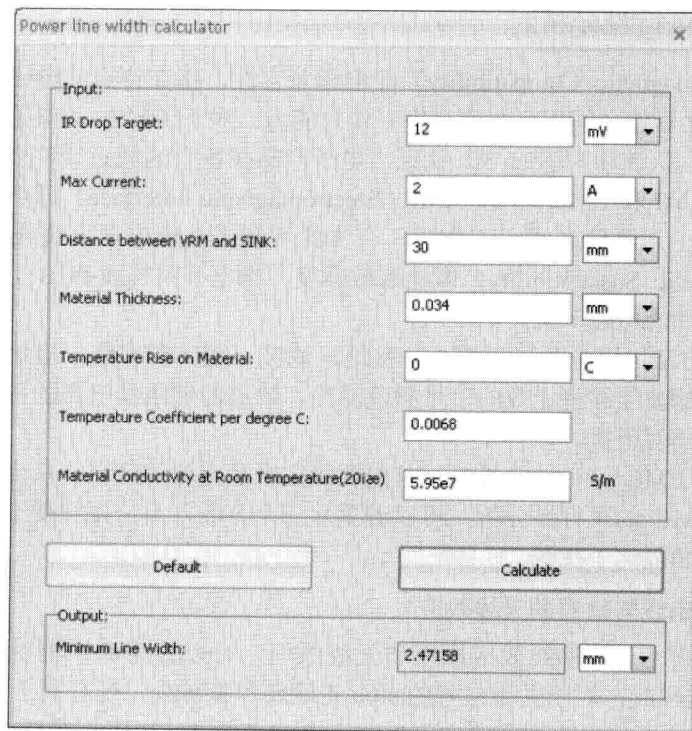 Power line width calculator
Input:
IR Drop Target: 12 mV
Max Current: 2 A
Distance between VRM and SINK: 30 mm
Material Thickness: 0.034 mm
Temperature Rise on Material: 0 C
Temperature Coefficient per degree C: 0.0068
Material Conductivity at Room Temperature(20iæ) 5.95e7 S/m
Default Calculate
Output:
Minimum Line Width: 2.47158 mm